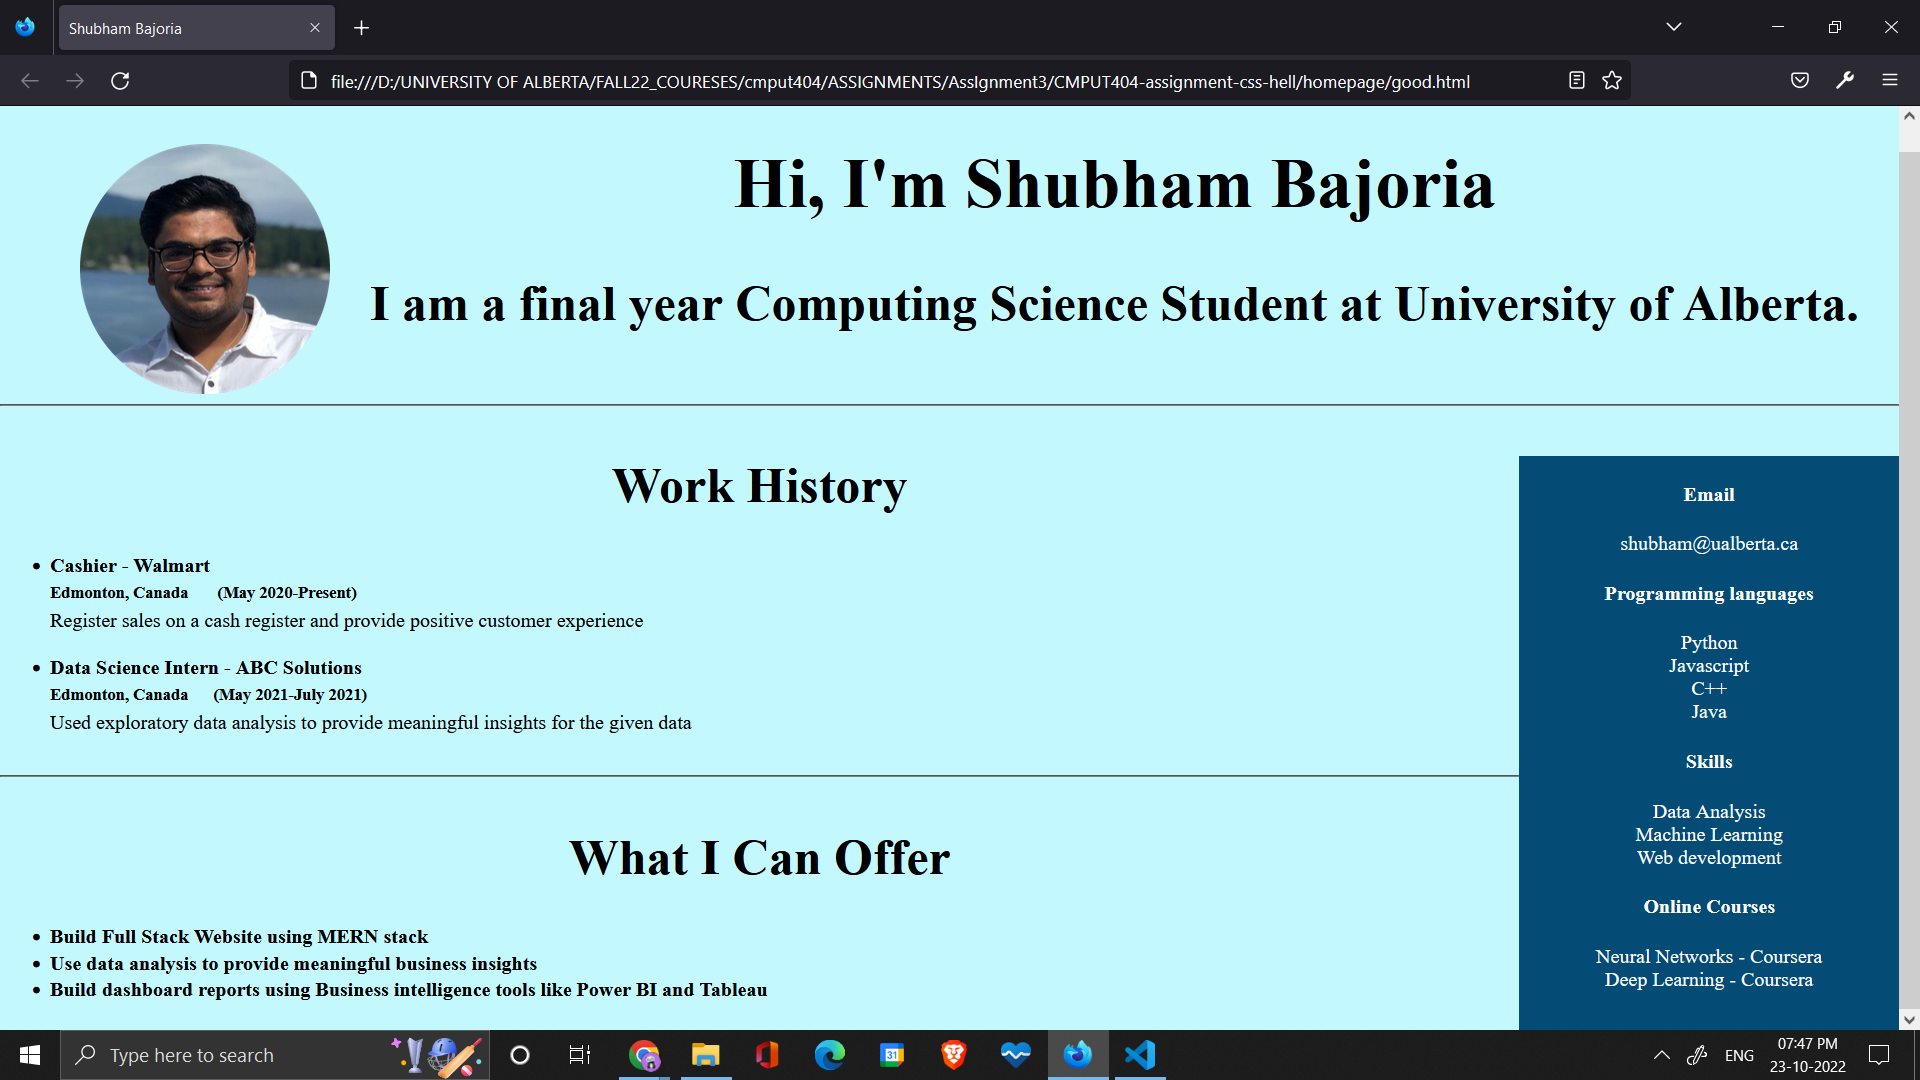 Shubham Bajoria
file:///D:/UNIVERSITY OF ALBERTA/FALL22_COURESES/cmput404/ASSIGNMENTS/AssIgnment3/CMPUT404-assignment-css-hell/homepage/good.html
Hi, I'm Shubham Bajoria
I am a final year Computing Science Student at University of Alberta.
Work History
Cashier - Walmart
Edmonton, Canada (May 2020-Present)
Register sales on a cash register and provide positive customer experience
Data Science Intern - ABC Solutions
Edmonton, Canada (May 2021-July 2021)
Used exploratory data analysis to provide meaningful insights for the given data
What I Can Offer
Build Full Stack Website using MERN stack
Use data analysis to provide meaningful business insights
Build dashboard reports using Business intelligence tools like Power BI and Tableau
Email
shubham@ualberta.ca
Programming languages
Python
Javascript
C++
Java
Skills
Data Analysis
Machine Learning
Web development
Online Courses
Neural Networks - Coursera
Deep Learning - Coursera
Type here to search
31
ENG
07:47 PM
23-10-2022